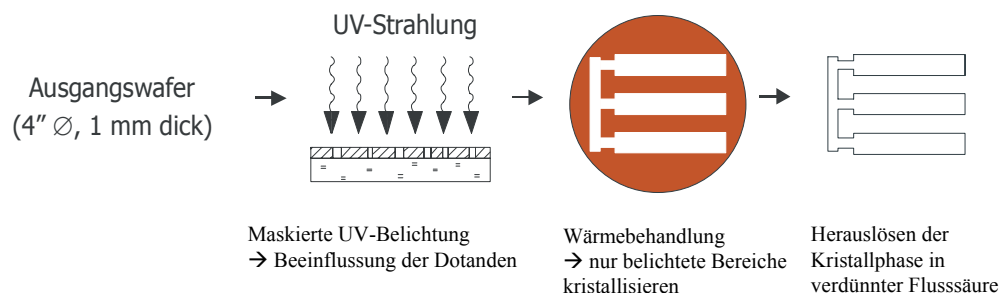 UV-Strahlung
Ausgangswafer
(4" ∅, 1 mm dick)
Maskierte UV-Belichtung
→ Beeinflussung der Dotanden
Wärmebehandlung
→ nur belichtete Bereiche
kristallisieren
Herauslösen der
Kristallphase in
verdünnter Flusssäure